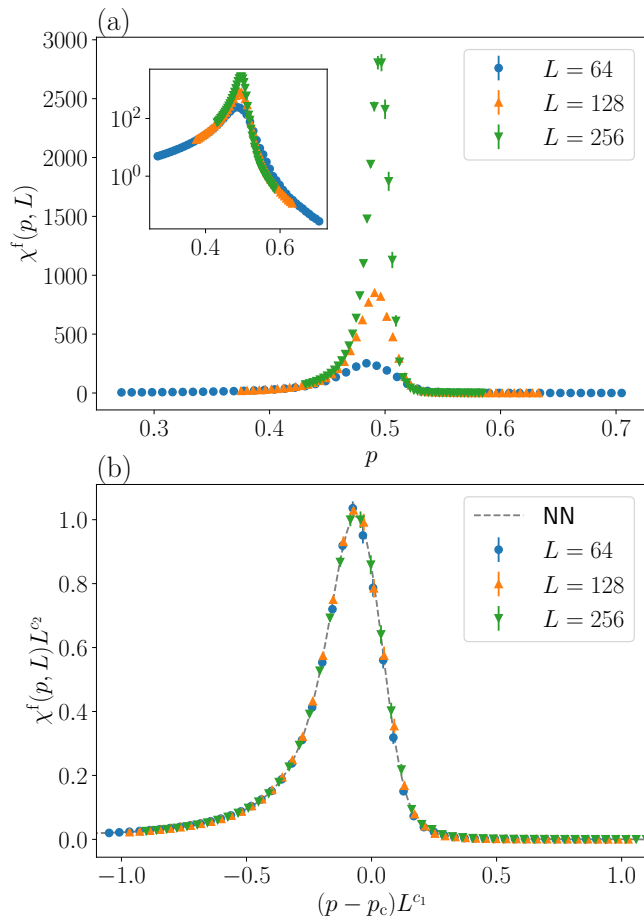 (a)
3000
2500
2000
1500
1000
500
0
χ^f(p, L)
10^2
10^0
0.4 0.6
L = 64
L = 128
L = 256
0.3 0.4 0.5 0.6 0.7
p
(b)
1.0
0.8
0.6
0.4
0.2
0.0
χ^f(p, L)L^{c_2}
NN
L = 64
L = 128
L = 256
−1.0 −0.5 0.0 0.5 1.0
(p − p_c)L^{c_1}